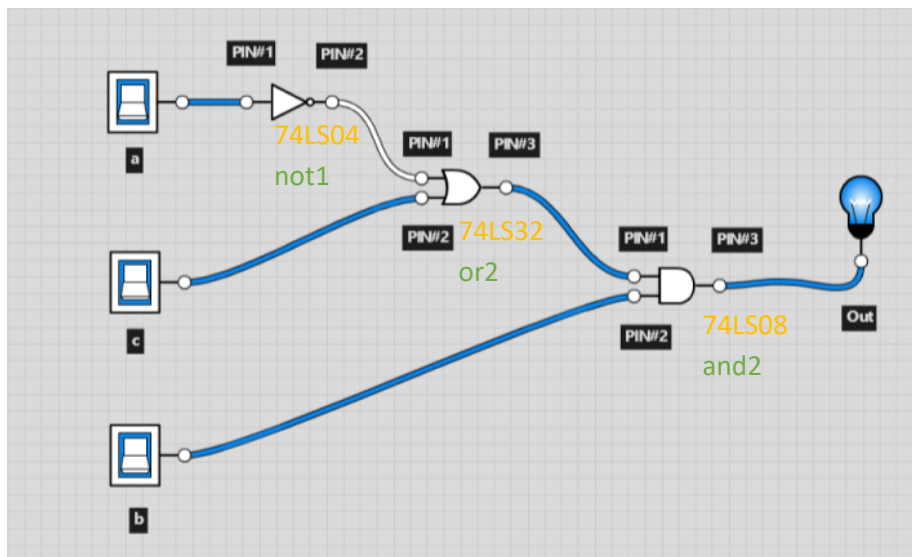 PIN#1
PIN#2
a
74LS04
not1
PIN#1
PIN#3
PIN#2
74LS32
or2
c
PIN#1
PIN#3
PIN#2
74LS08
and2
Out
b